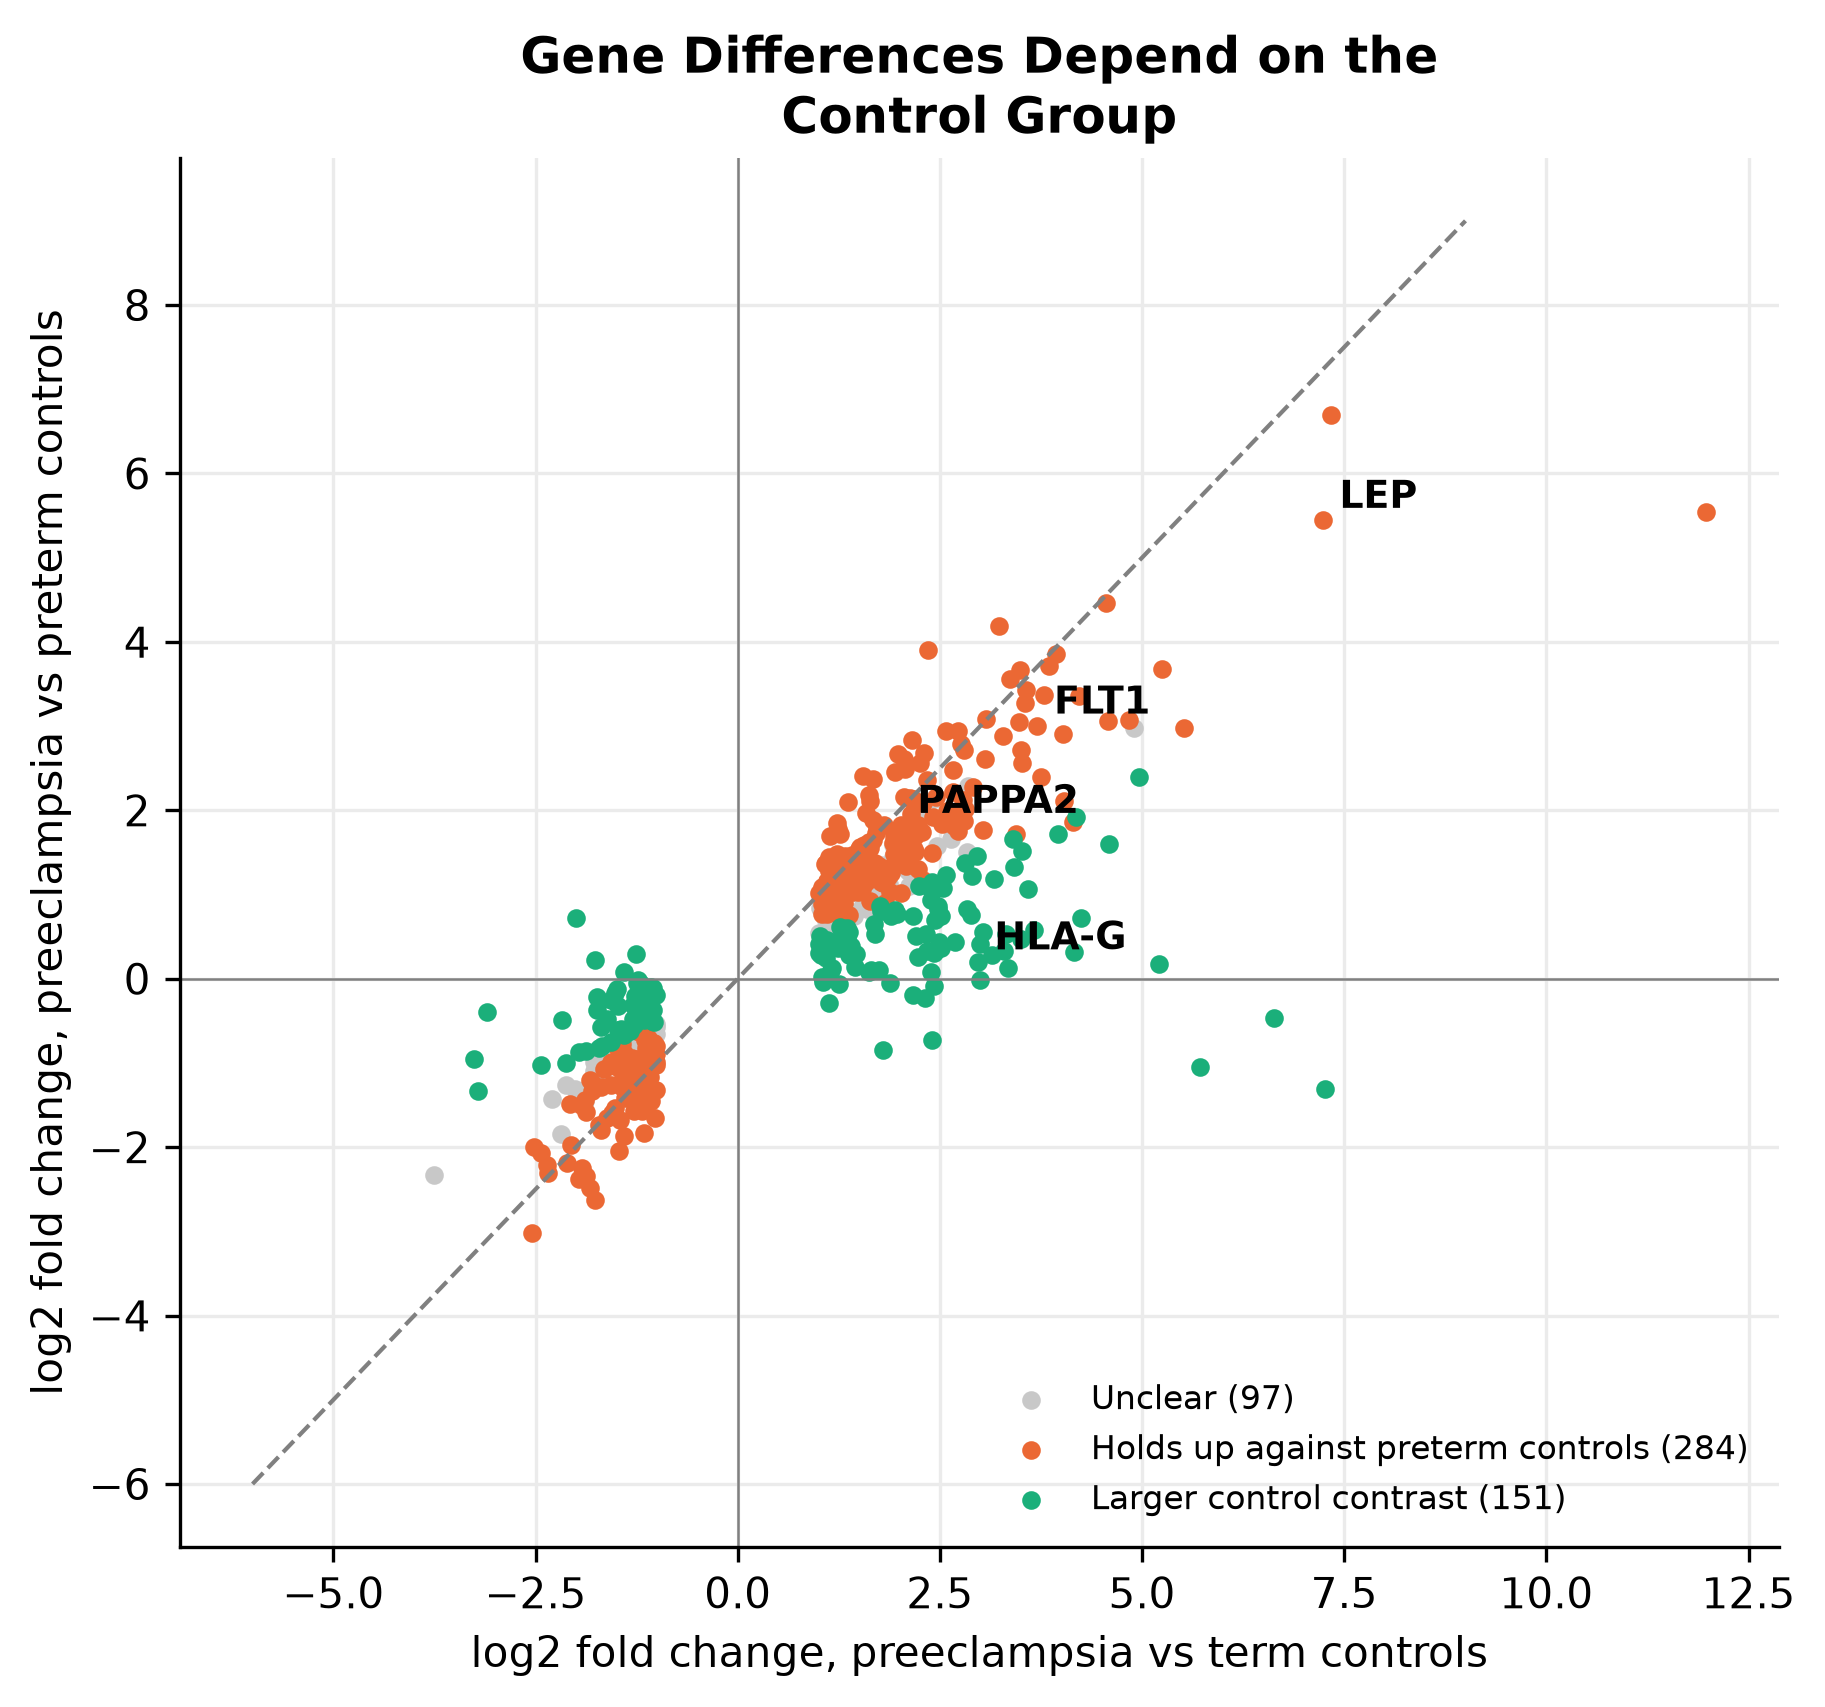 Gene Differences Depend on the
Control Group
log2 fold change, preeclampsia vs preterm controls
8
6
4
2
0
−2
−4
−6
LEP
FLT1
PAPPA2
HLA-G
Unclear (97)
Holds up against preterm controls (284)
Larger control contrast (151)
−5.0
−2.5
0.0
2.5
5.0
7.5
10.0
12.5
log2 fold change, preeclampsia vs term controls